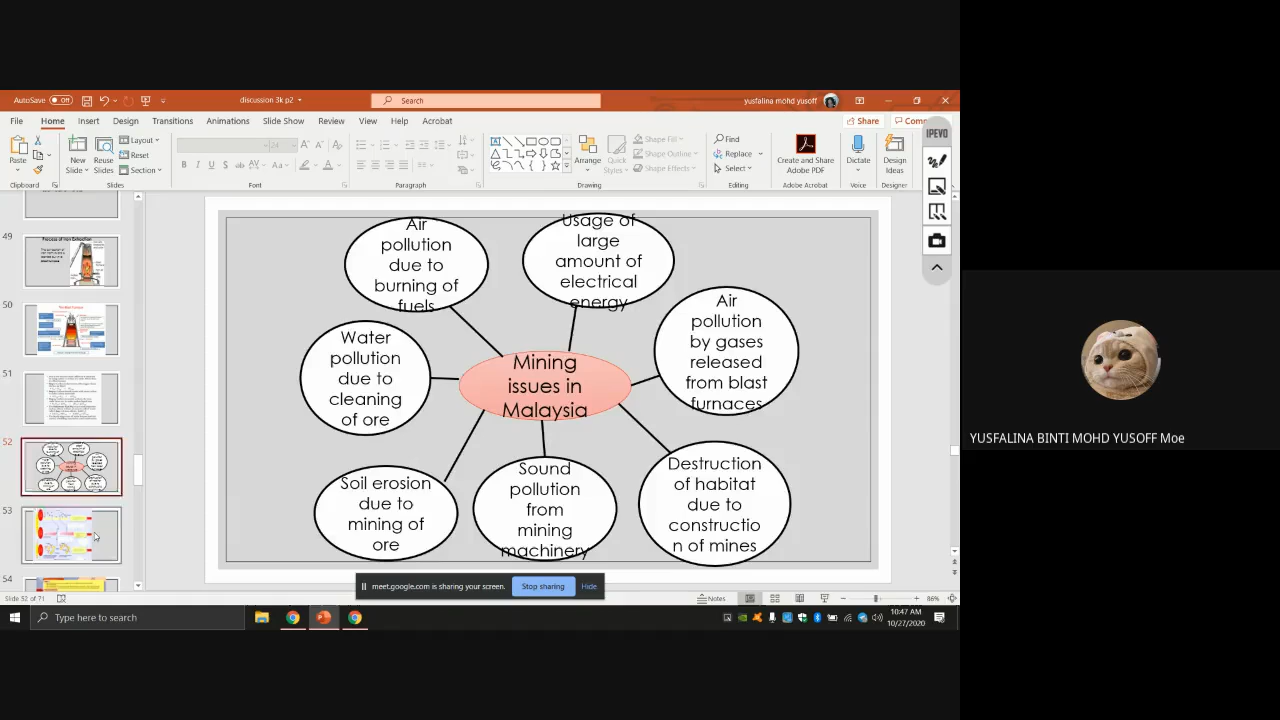 AutoSave Off
discussion 3k p2
Search
yusfalina mohd yusoff
File Home Insert Design Transitions Animations Slide Show Review View Help Acrobat
Share
Comm
IPEVO
Paste
New
Slide
Reuse
Slides
Layout
Reset
Section
Arrange
Quick
Styles
Shape Fill
Shape Outline
Shape Effects
Find
Replace
Select
Create and Share
Adobe PDF
Dictate
Design
Ideas
Clipboard
Slides
Font
Paragraph
Drawing
Editing
Adobe Acrobat
Voice
Designer
49
50
51
52
53
54
Air
pollution
due to
burning of
fuels
Usage of
large
amount of
electrical
energy
Air
pollution
by gases
released
from blast
furnaces
Water
pollution
due to
cleaning
of ore
Mining
issues in
Malaysia
Soil erosion
due to
mining of
ore
Sound
pollution
from
mining
machinery
Destruction
of habitat
due to
constructio
n of mines
meet.google.com is sharing your screen.
Stop sharing
Hide
Slide 52 of 71
Notes
86%
Type here to search
10:47 AM
10/27/2020
YUSFALINA BINTI MOHD YUSOFF Moe